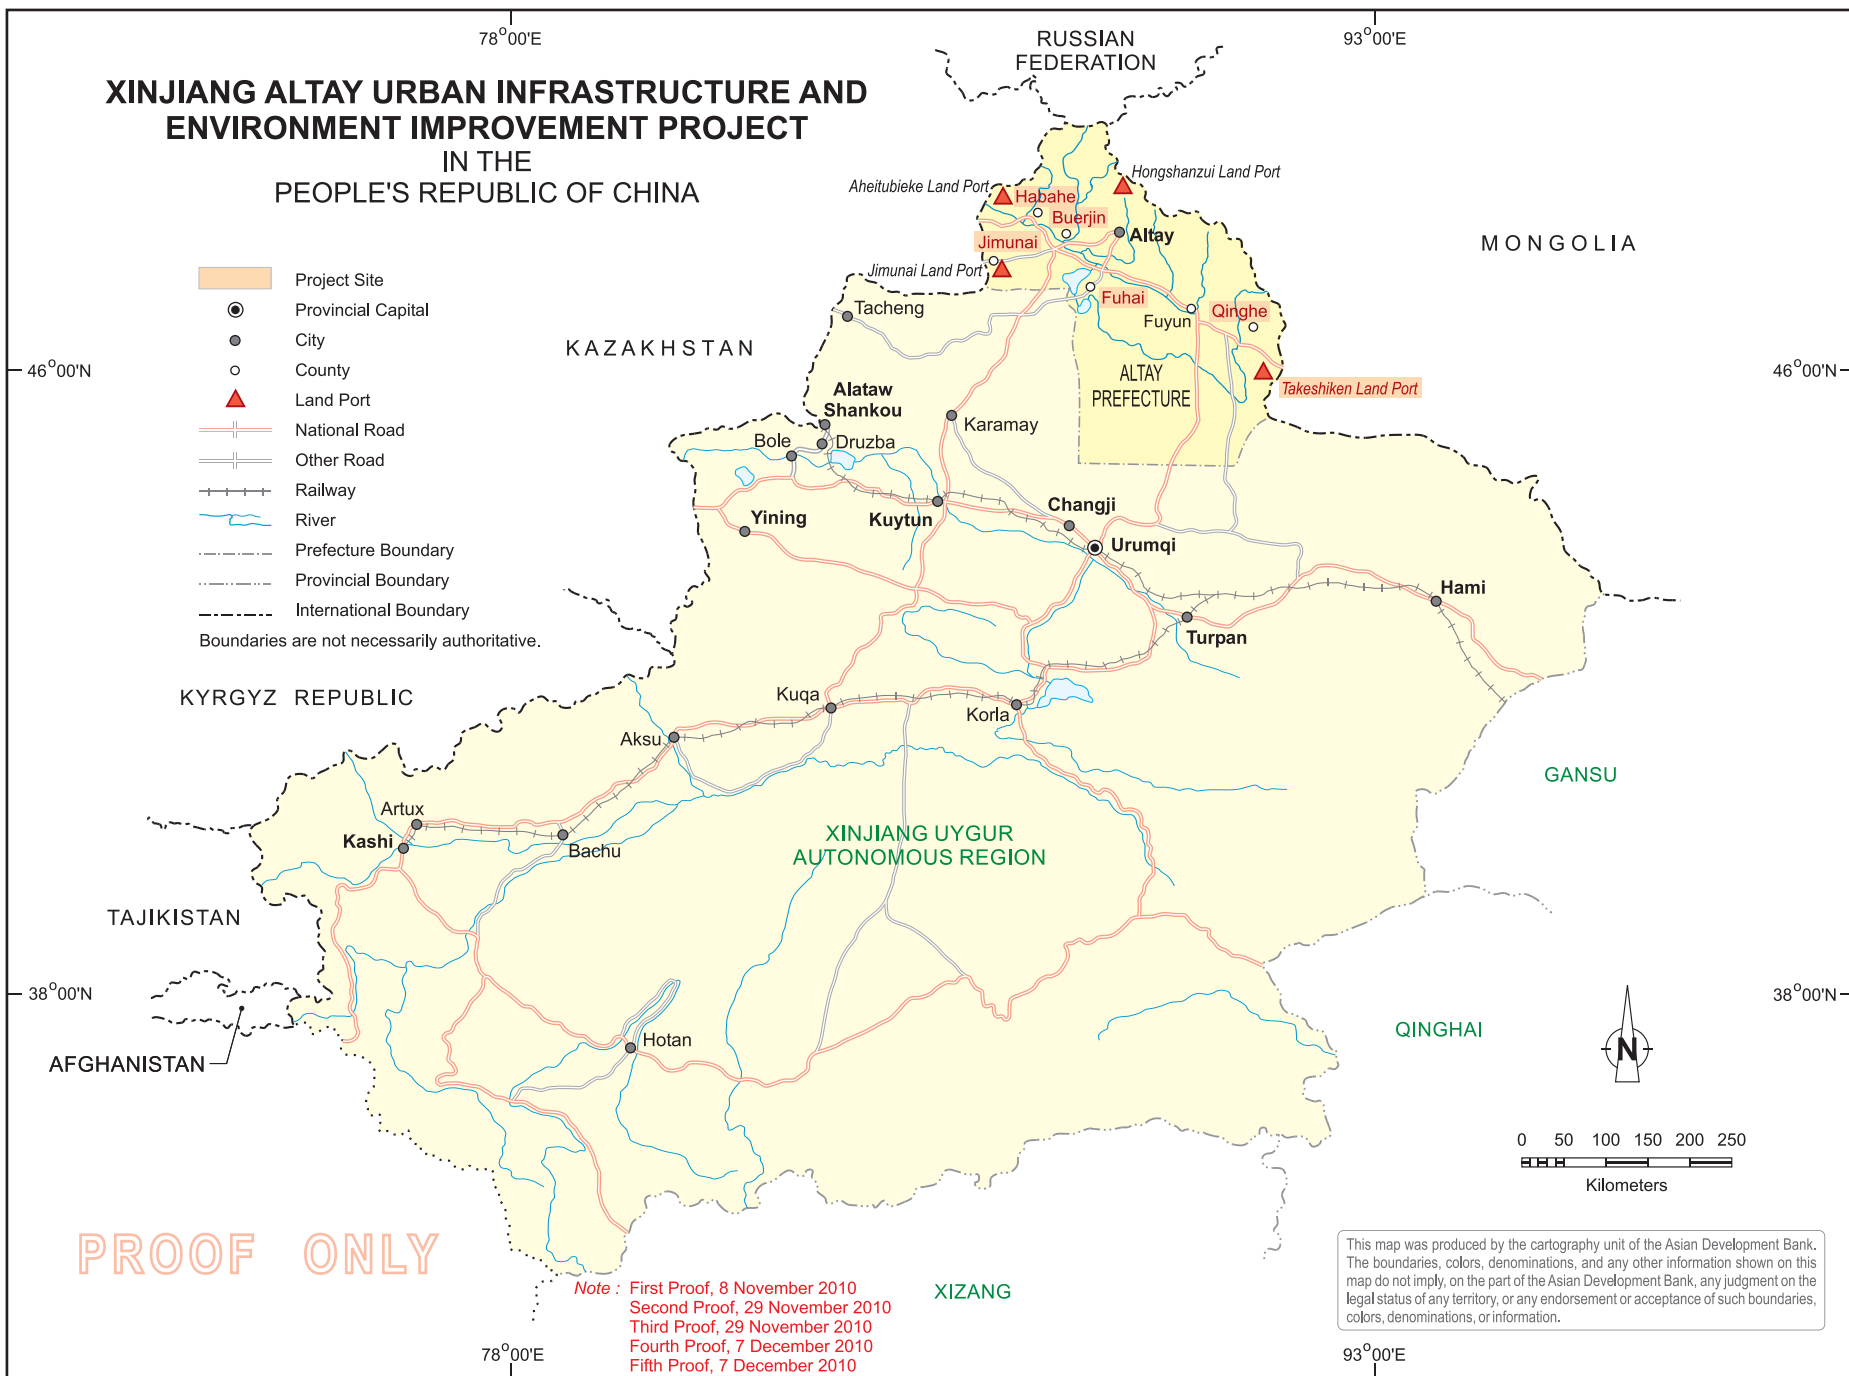 78°00'E
93°00'E
RUSSIAN
FEDERATION
XINJIANG ALTAY URBAN INFRASTRUCTURE AND
ENVIRONMENT IMPROVEMENT PROJECT
IN THE
PEOPLE'S REPUBLIC OF CHINA
Aheitubieke Land Port
Hongshanzui Land Port
Habahe
Buerjin
Altay
Jimunai
MONGOLIA
Jimunai Land Port
Fuhai
Qinghe
Fuyun
Tacheng
KAZAKHSTAN
Project Site
Provincial Capital
City
County
Land Port
National Road
Other Road
Railway
River
Prefecture Boundary
Provincial Boundary
International Boundary
Boundaries are not necessarily authoritative.
46°00'N
46°00'N
ALTAY
PREFECTURE
Takeshiken Land Port
Alataw
Shankou
Karamay
Bole
Druzba
Yining
Kuytun
Changji
Urumqi
Hami
Turpan
KYRGYZ REPUBLIC
Kuqa
Korla
Aksu
GANSU
Artux
Kashi
Bachu
XINJIANG UYGUR
AUTONOMOUS REGION
TAJIKISTAN
38°00'N
38°00'N
AFGHANISTAN
Hotan
QINGHAI
N
0 50 100 150 200 250
Kilometers
PROOF ONLY
XIZANG
Note : First Proof, 8 November 2010
Second Proof, 29 November 2010
Third Proof, 29 November 2010
Fourth Proof, 7 December 2010
Fifth Proof, 7 December 2010
This map was produced by the cartography unit of the Asian Development Bank.
The boundaries, colors, denominations, and any other information shown on this
map do not imply, on the part of the Asian Development Bank, any judgment on the
legal status of any territory, or any endorsement or acceptance of such boundaries,
colors, denominations, or information.
78°00'E
93°00'E